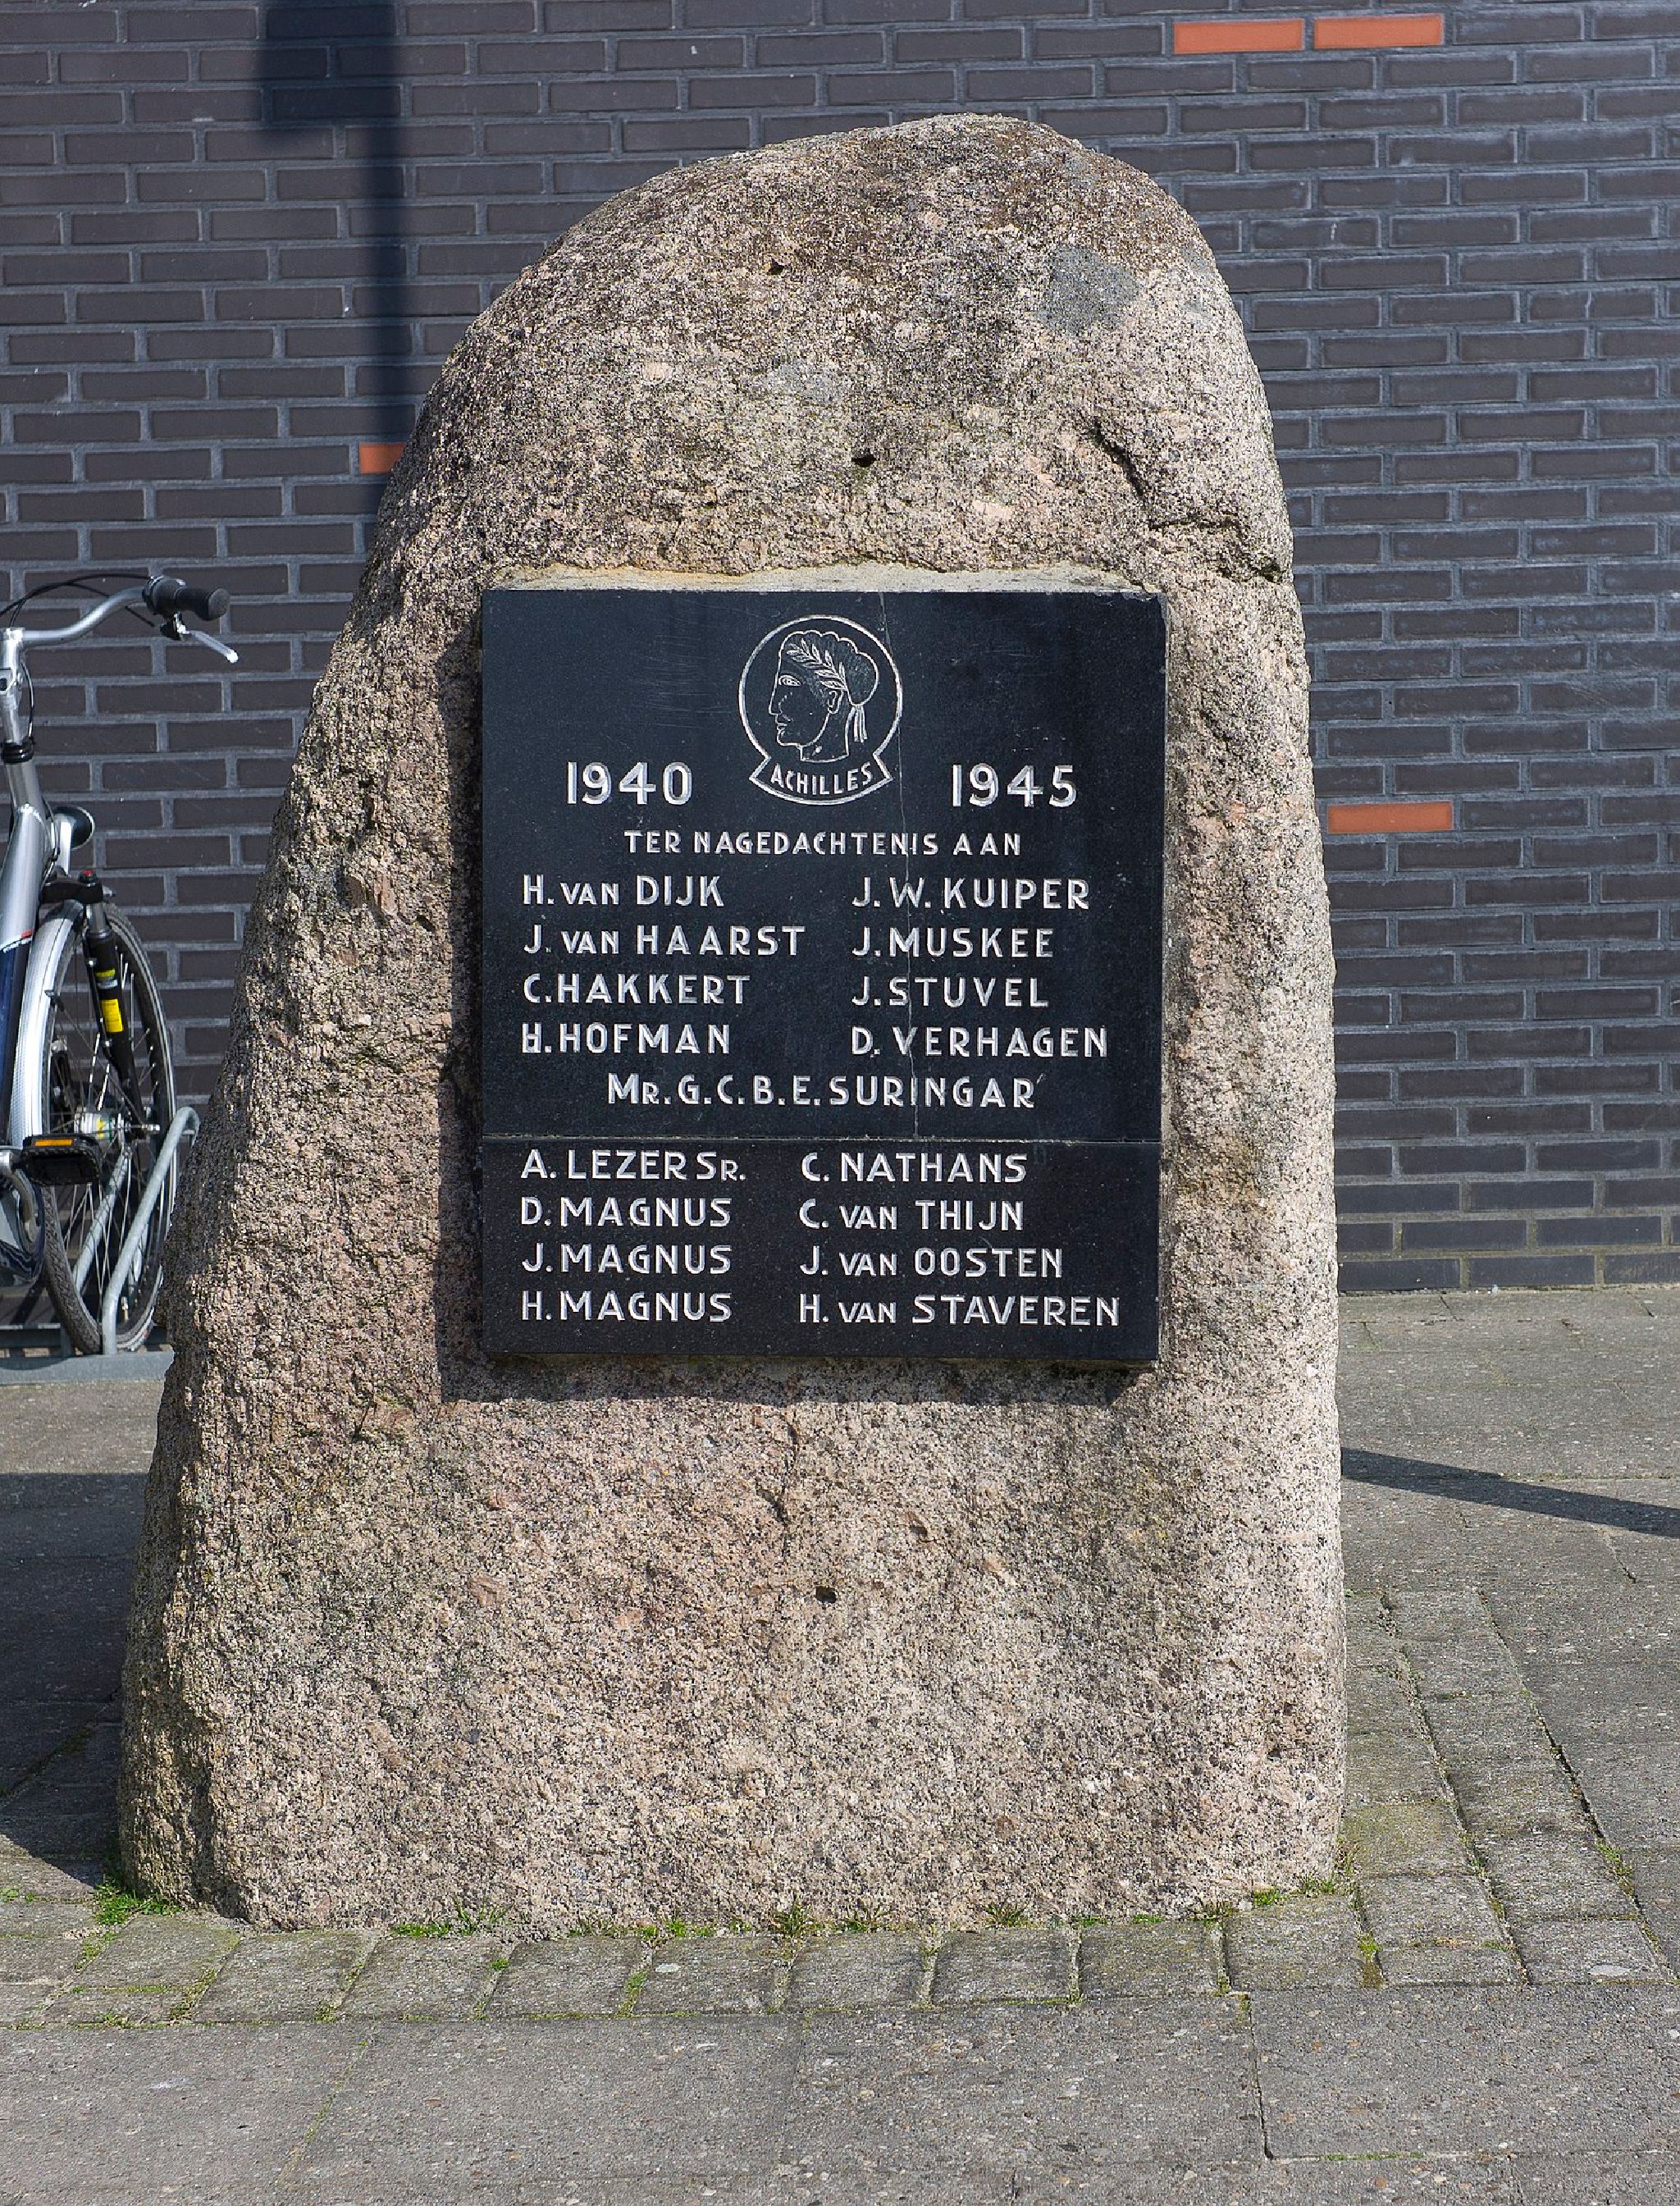 ACHILLES
1940 1945
TER NAGEDACHTENIS AAN
H. VAN DIJK J. W. KUIPER
J. VAN HAARST J. MUSKEE
C. HAKKERT J. STUVEL
H. HOFMAN D. VERHAGEN
MR. G. C. B. E. SURINGAR
A. LEZER SR. C. NATHANS
D. MAGNUS C. VAN THIJN
J. MAGNUS J. VAN OOSTEN
H. MAGNUS H. VAN STAVEREN